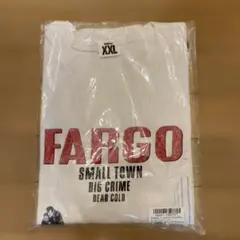 XXL
FARGO
SMALL TOWN
BIG CRIME
DEAD COLD